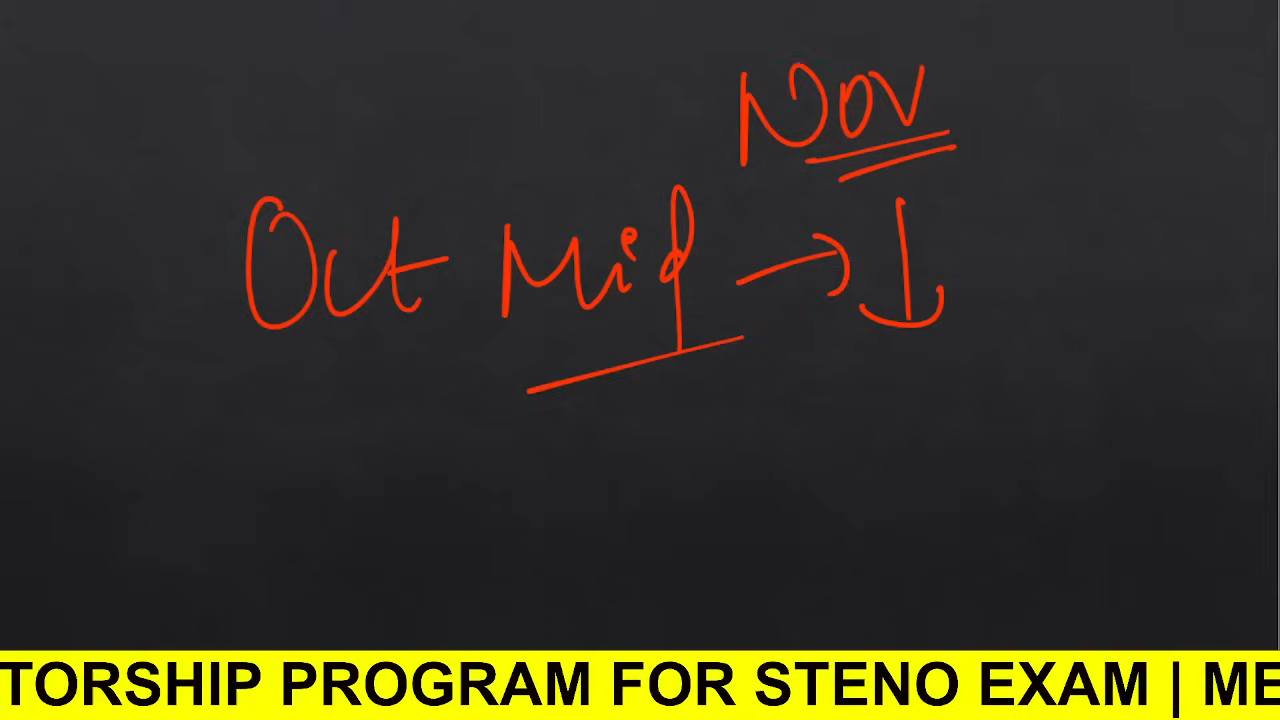 Nov
Oct Mid → ↓
TORSHIP PROGRAM FOR STENO EXAM | ME